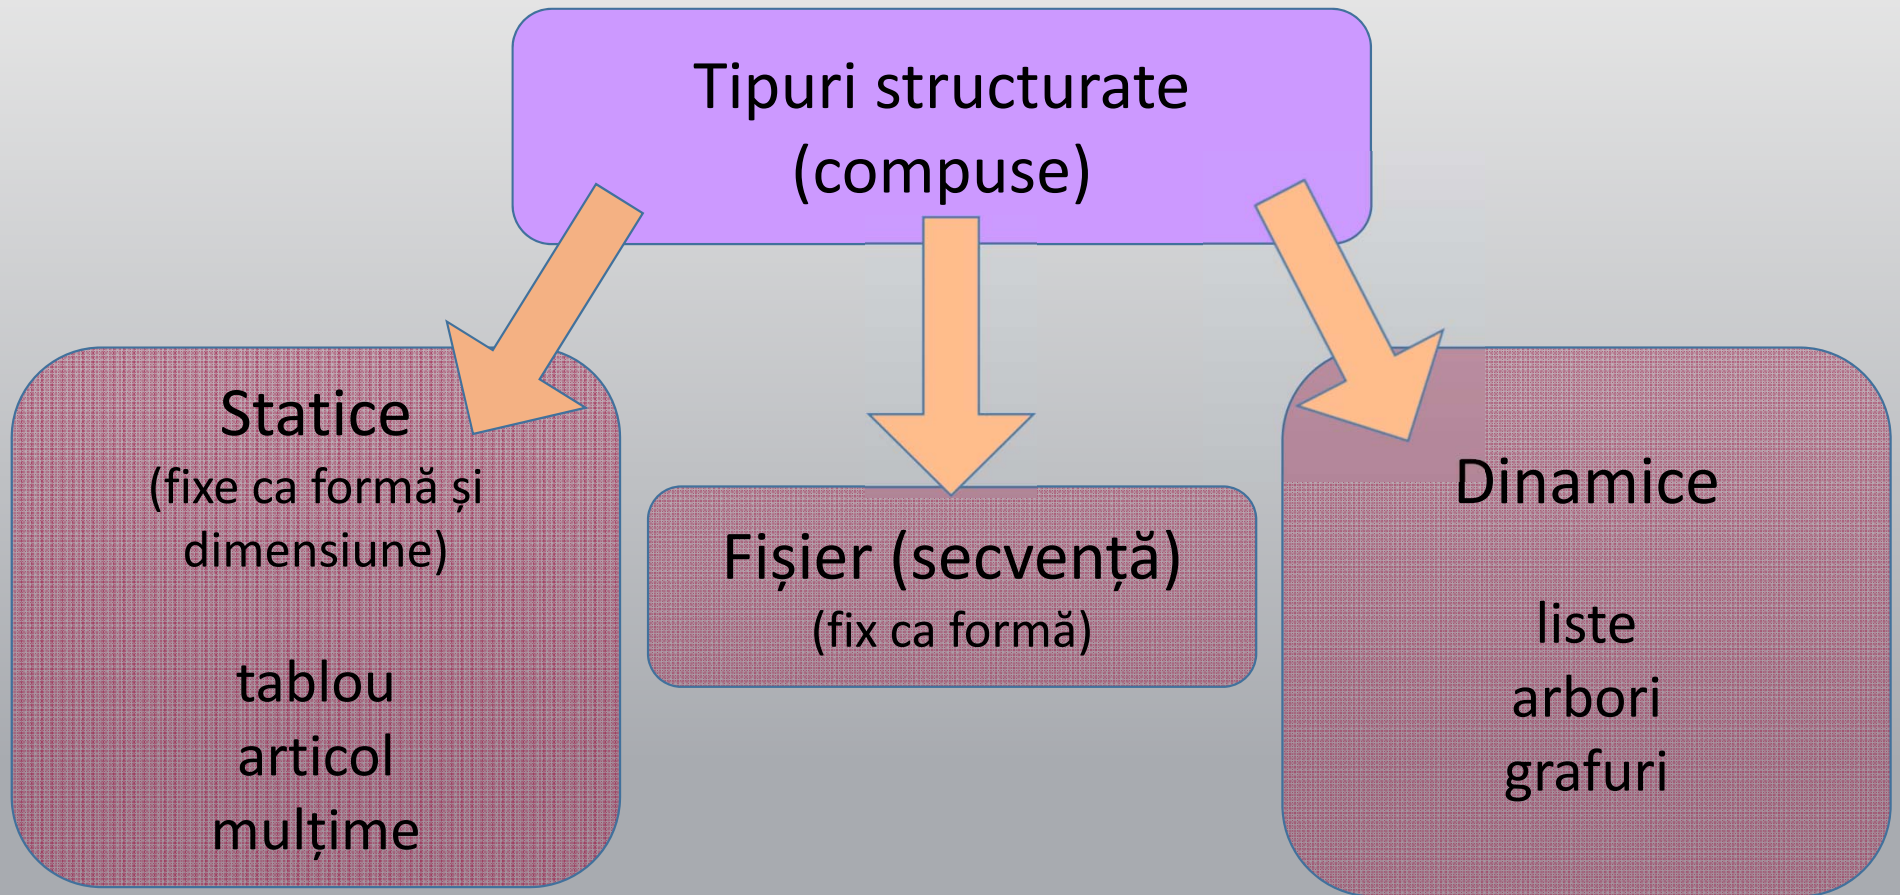 Tipuri structurate
(compuse)
Statice
(fixe ca formă și
dimensiune)
tablou
articol
mulțime
Fișier (secvență)
(fix ca formă)
Dinamice
liste
arbori
grafuri